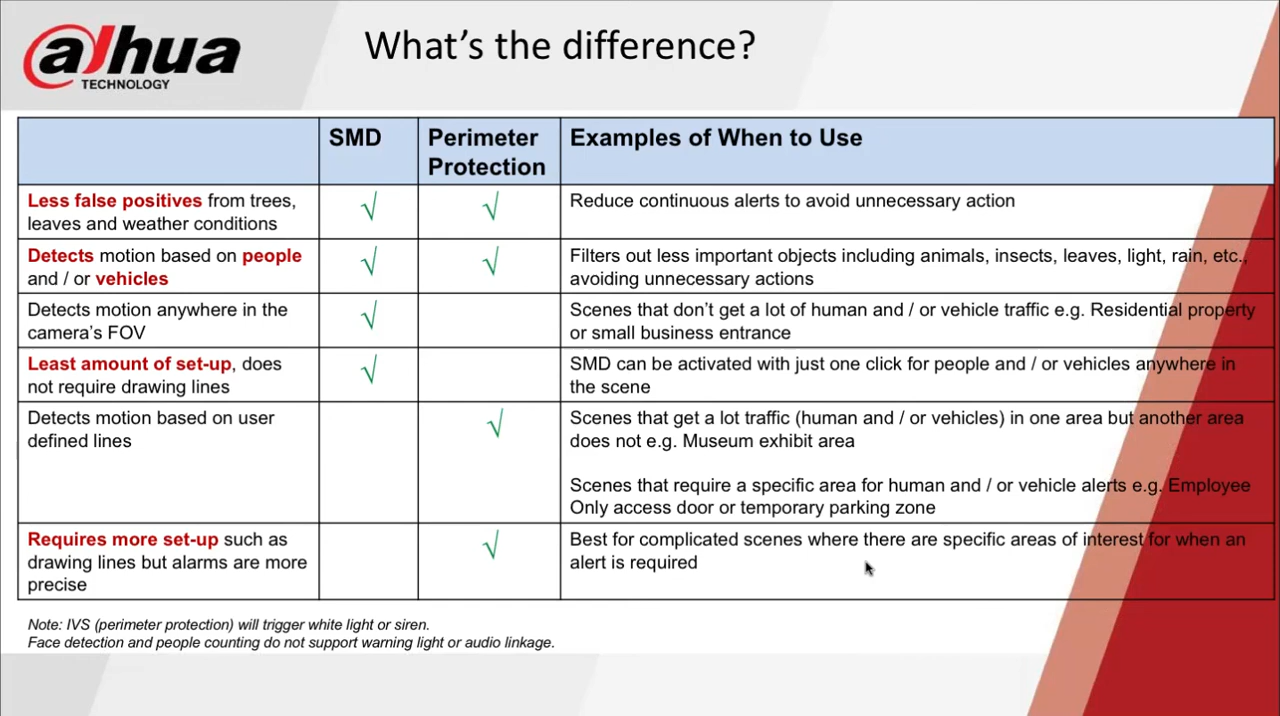 alhua
TECHNOLOGY
What's the difference?
SMD
Perimeter
Protection
Examples of When to Use
Less false positives from trees,
leaves and weather conditions
√
√
Reduce continuous alerts to avoid unnecessary action
Detects motion based on people
and / or vehicles
√
√
Filters out less important objects including animals, insects, leaves, light, rain, etc.,
avoiding unnecessary actions
Detects motion anywhere in the
camera's FOV
√
Scenes that don't get a lot of human and / or vehicle traffic e.g. Residential property
or small business entrance
Least amount of set-up, does
not require drawing lines
√
SMD can be activated with just one click for people and / or vehicles anywhere in
the scene
Detects motion based on user
defined lines
√
Scenes that get a lot traffic (human and / or vehicles) in one area but another area
does not e.g. Museum exhibit area
Scenes that require a specific area for human and / or vehicle alerts e.g. Employee
Only access door or temporary parking zone
Requires more set-up such as
drawing lines but alarms are more
precise
√
Best for complicated scenes where there are specific areas of interest for when an
alert is required
Note: IVS (perimeter protection) will trigger white light or siren.
Face detection and people counting do not support warning light or audio linkage.